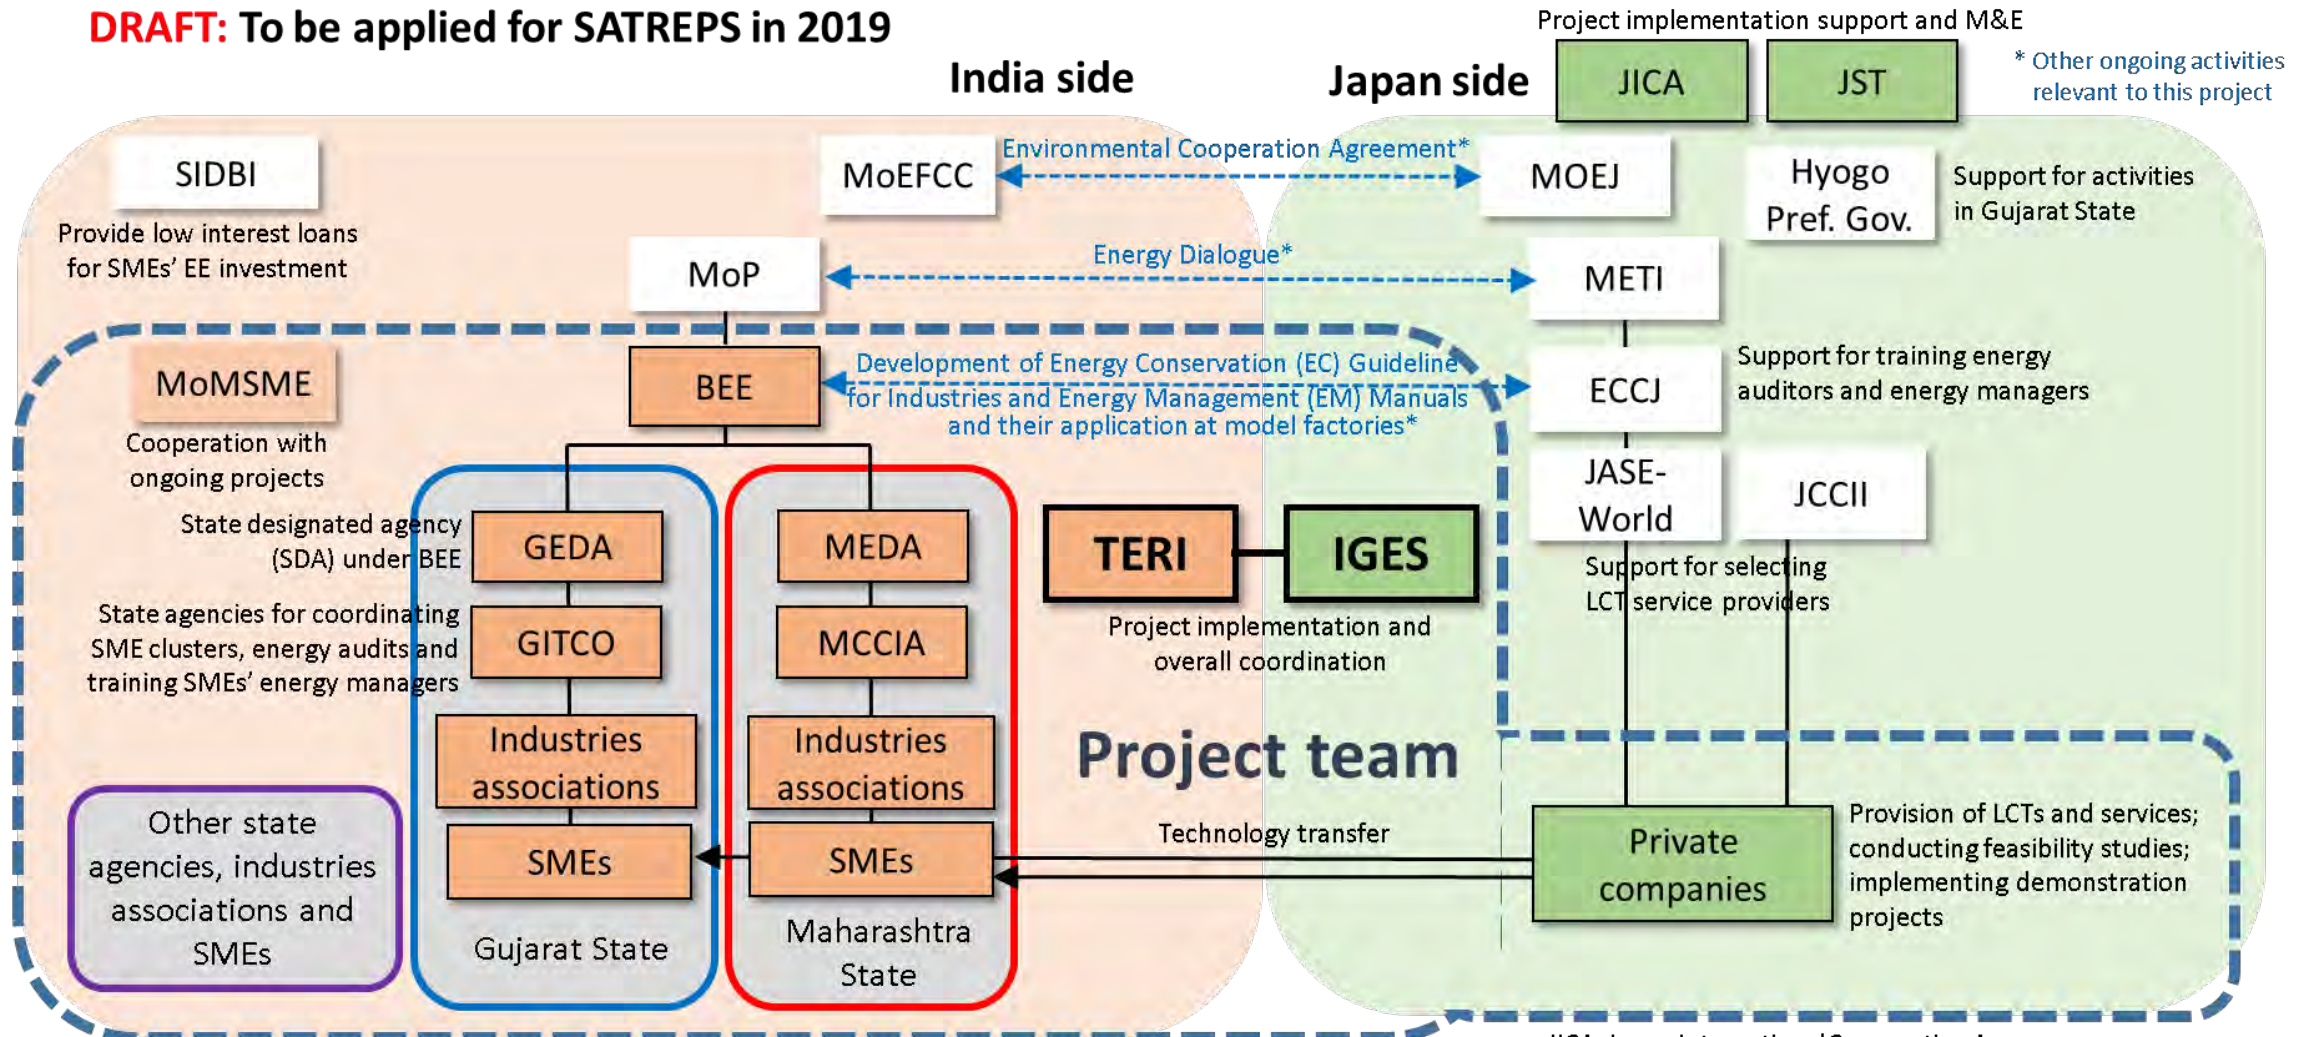 DRAFT: To be applied for SATREPS in 2019
Project implementation support and M&E
India side
Japan side
JICA
JST
* Other ongoing activities
relevant to this project
SIDBI
Provide low interest loans
for SMEs' EE investment
MoEFCC
Environmental Cooperation Agreement*
MOEJ
Hyogo
Pref. Gov.
Support for activities
in Gujarat State
MoP
Energy Dialogue*
METI
MoMSME
Cooperation with
ongoing projects
BEE
Development of Energy Conservation (EC) Guideline
for Industries and Energy Management (EM) Manuals
and their application at model factories*
ECCJ
Support for training energy
auditors and energy managers
JASE-
World
JCCII
Support for selecting
LCT service providers
State designated agency
(SDA) under BEE
GEDA
MEDA
TERI
IGES
Project implementation and
overall coordination
State agencies for coordinating
SME clusters, energy audits and
training SMEs' energy managers
GITCO
MCCIA
Industries
associations
Industries
associations
Project team
Other state
agencies, industries
associations and
SMEs
SMEs
SMEs
Technology transfer
Private
companies
Provision of LCTs and services;
conducting feasibility studies;
implementing demonstration
projects
Gujarat State
Maharashtra
State